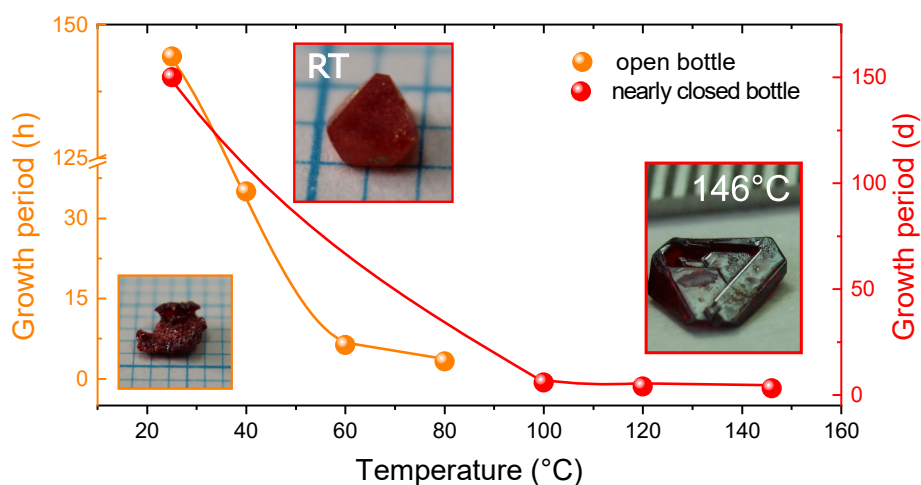 150
125
30
15
0
Growth period (h)
RT
146°C
open bottle
nearly closed bottle
150
100
50
0
Growth period (d)
20 40 60 80 100 120 140 160
Temperature (°C)